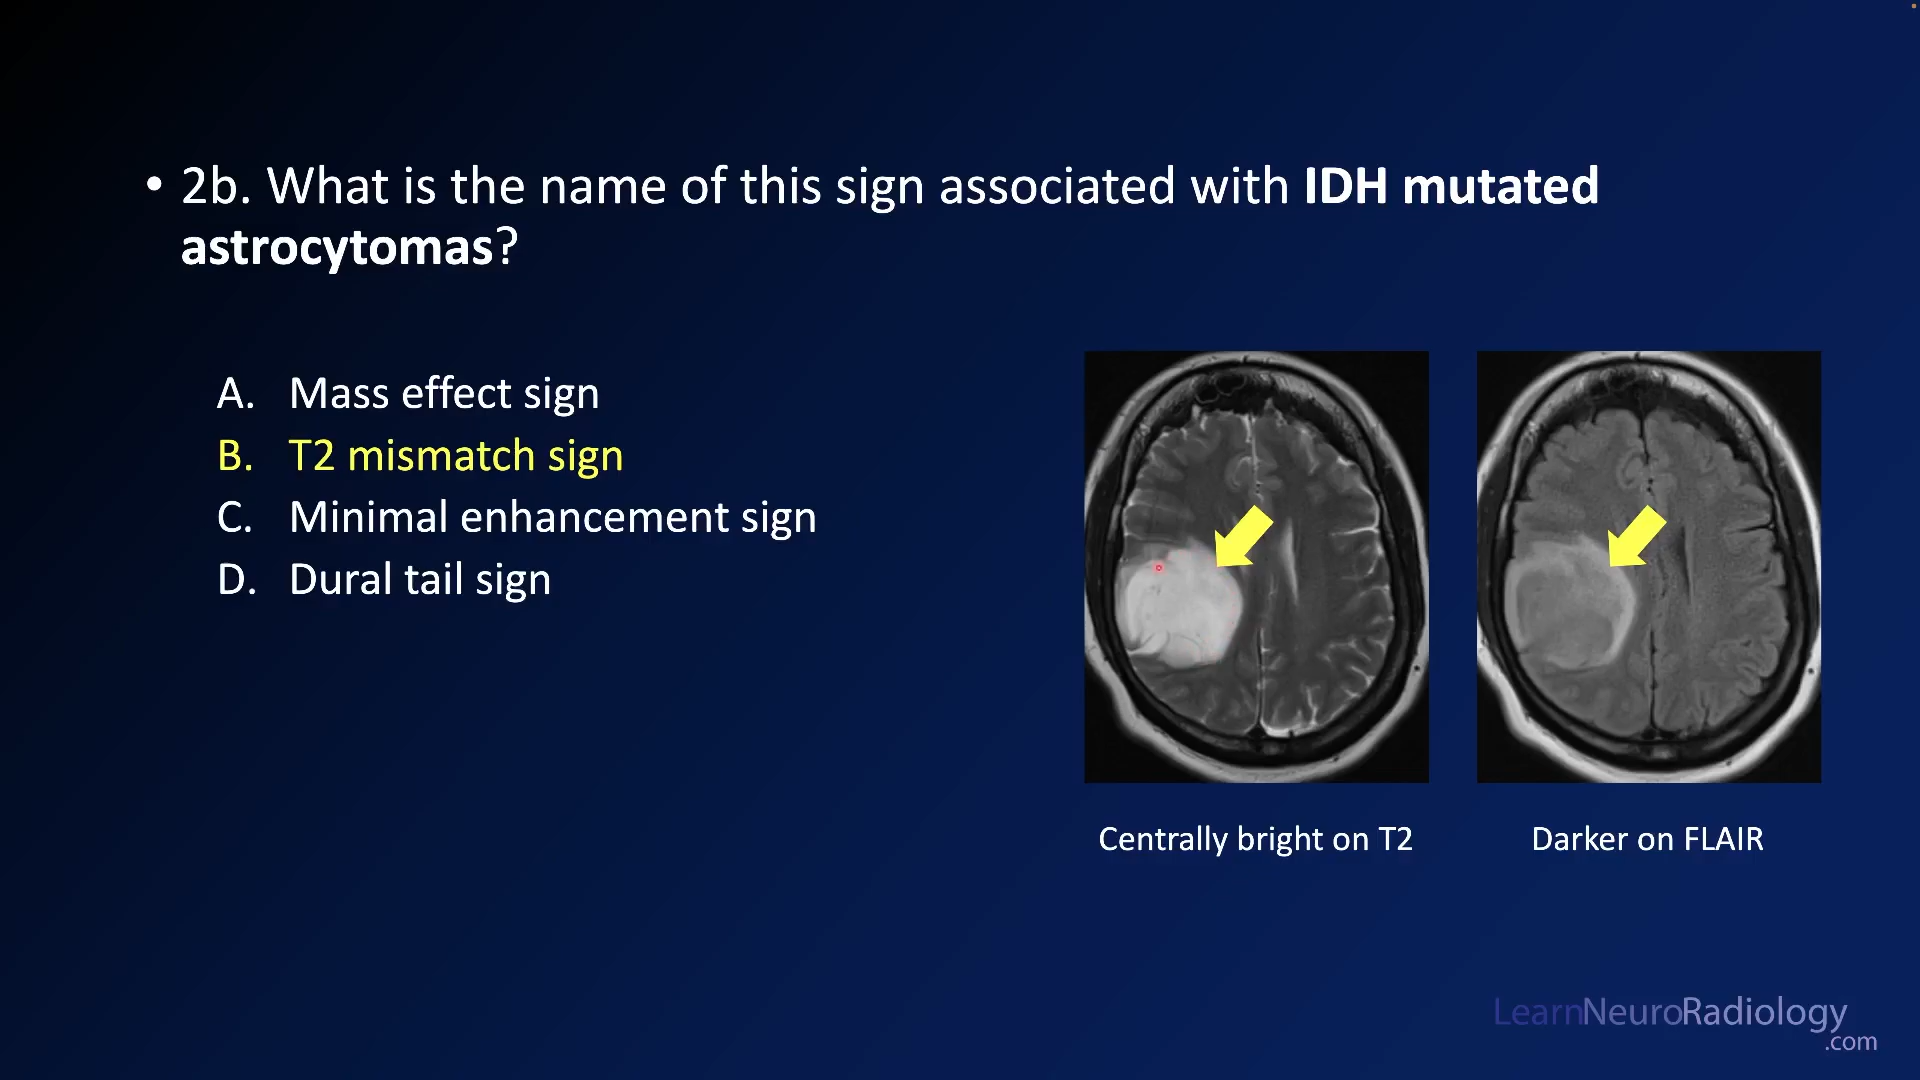 • 2b. What is the name of this sign associated with IDH mutated
astrocytomas?
A. Mass effect sign
B. T2 mismatch sign
C. Minimal enhancement sign
D. Dural tail sign
Centrally bright on T2
Darker on FLAIR
LearnNeuroRadiology
.com